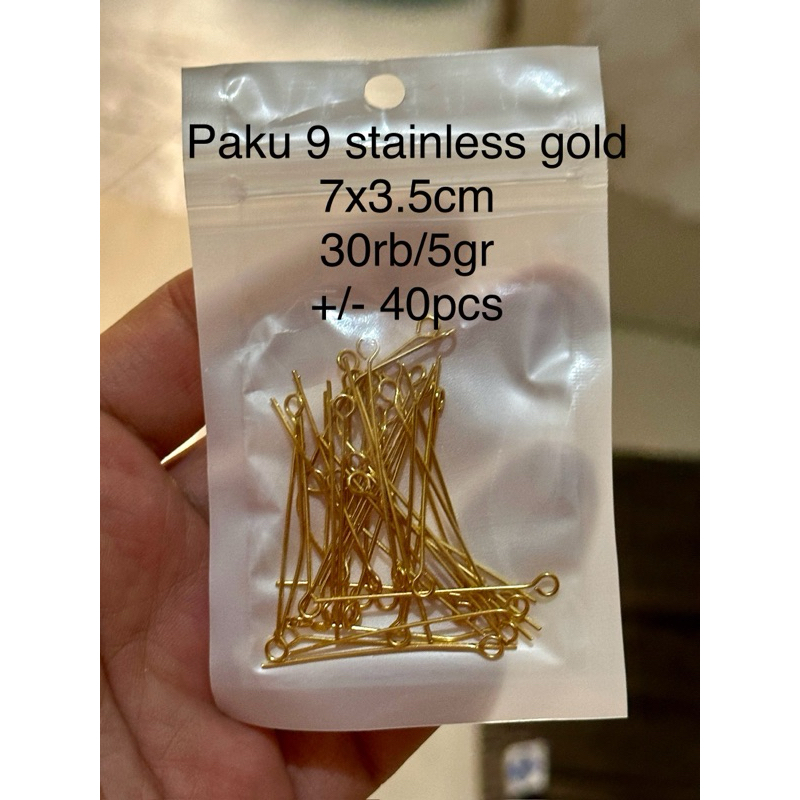 Paku 9 stainless gold
7x3.5cm
30rb/5gr
+/- 40pcs